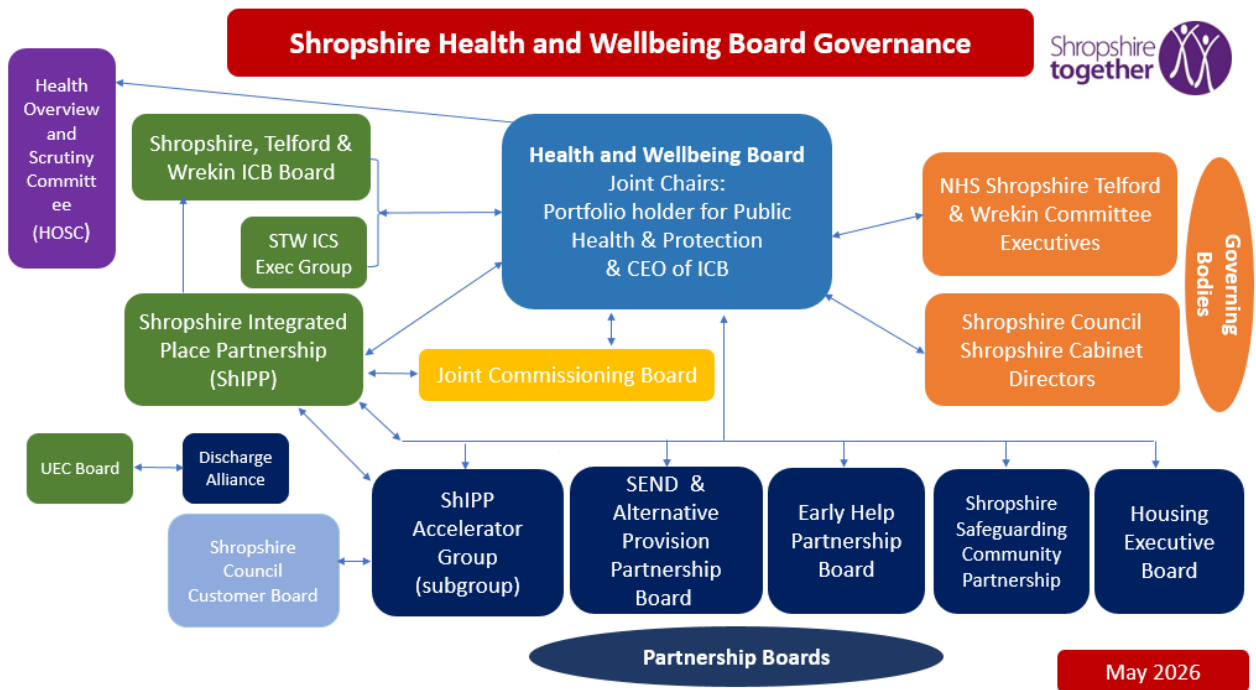 Shropshire Health and Wellbeing Board Governance
Shropshire
together
Health
Overview
and
Scrutiny
Committ
ee
(HOSC)
Shropshire, Telford &
Wrekin ICB Board
STW ICS
Exec Group
Health and Wellbeing Board
Joint Chairs:
Portfolio holder for Public
Health & Protection
& CEO of ICB
NHS Shropshire Telford
& Wrekin Committee
Executives
Governing
Bodies
Shropshire Integrated
Place Partnership
(ShIPP)
Joint Commissioning Board
Shropshire Council
Shropshire Cabinet
Directors
UEC Board
Discharge
Alliance
Shropshire
Council
Customer Board
ShIPP
Accelerator
Group
(subgroup)
SEND &
Alternative
Provision
Partnership
Board
Early Help
Partnership
Board
Shropshire
Safeguarding
Community
Partnership
Housing
Executive
Board
Partnership Boards
May 2026